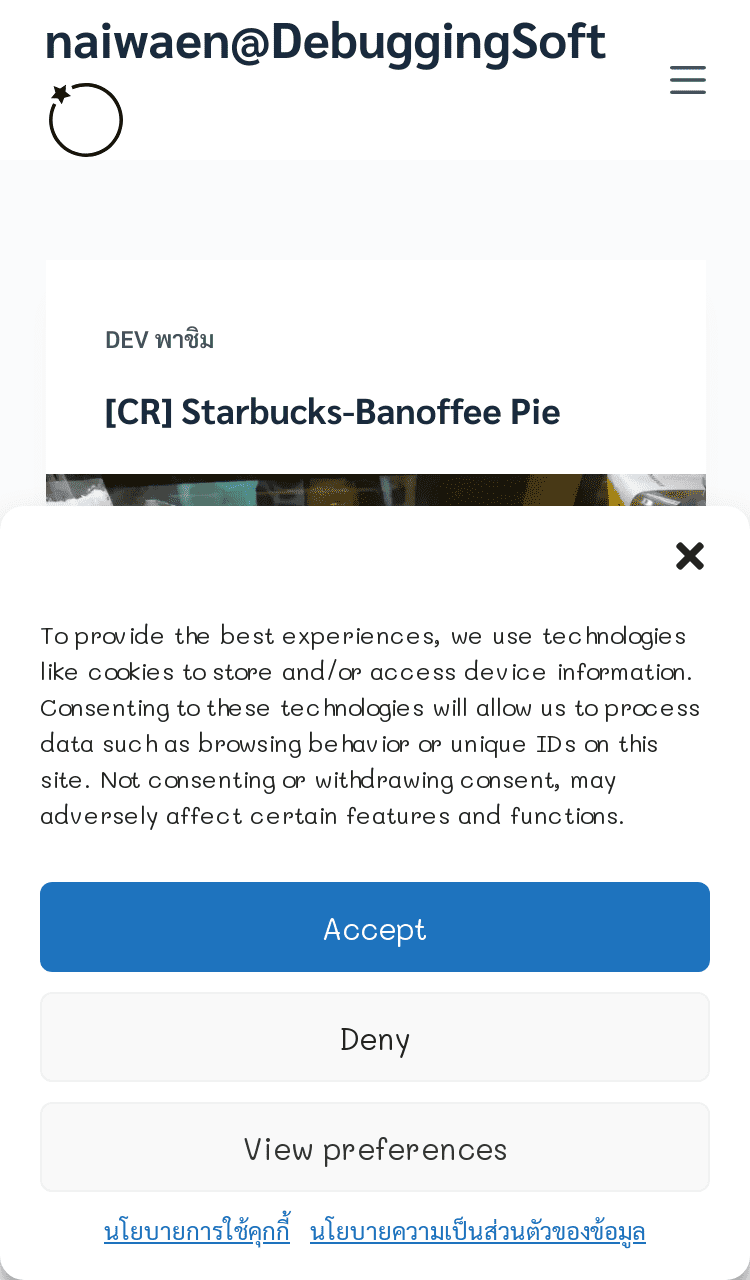 naiwaen@DebuggingSoft
DEV พาชิม
[CR] Starbucks-Banoffee Pie
To provide the best experiences, we use technologies
like cookies to store and/or access device information.
Consenting to these technologies will allow us to process
data such as browsing behavior or unique IDs on this
site. Not consenting or withdrawing consent, may
adversely affect certain features and functions.
Accept
Deny
View preferences
นโยบายการใช้คุกกี้ นโยบายความเป็นส่วนตัวของข้อมูล